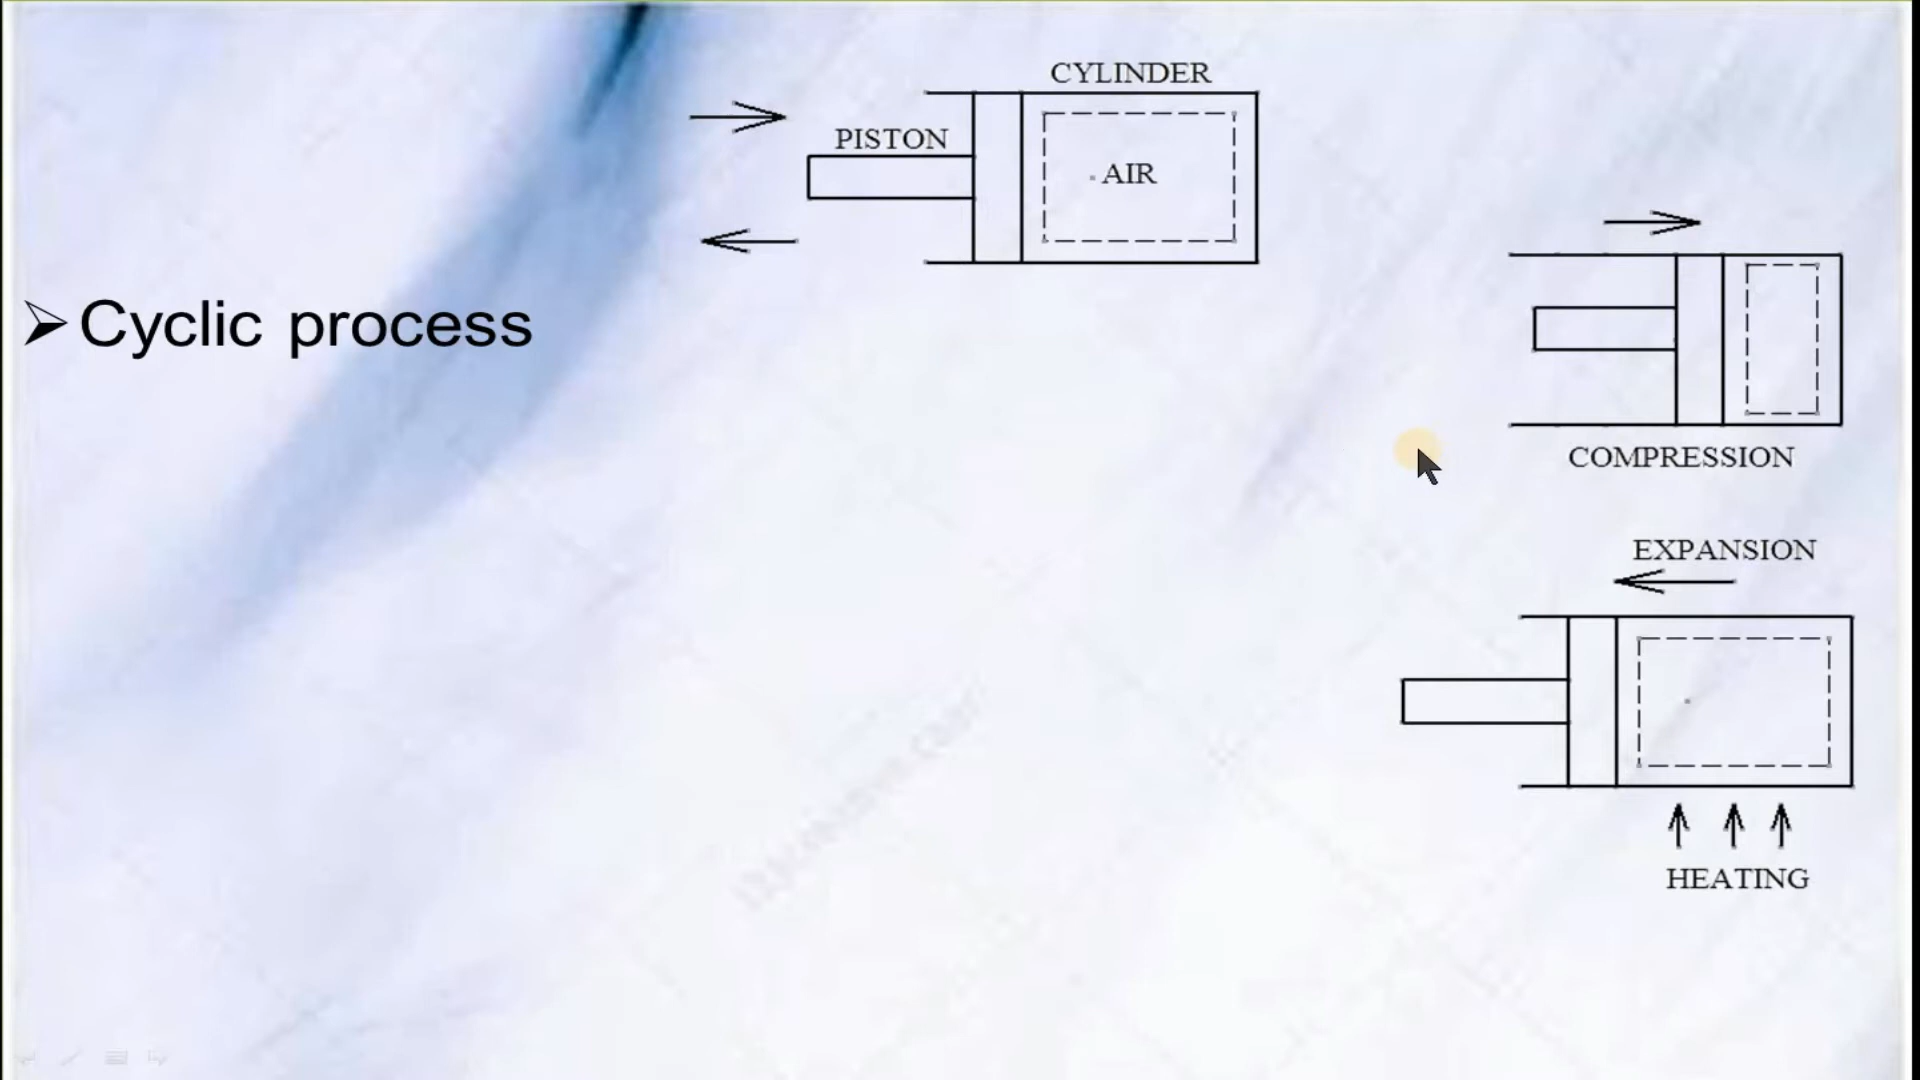 CYLINDER
PISTON
AIR
Cyclic process
COMPRESSION
EXPANSION
HEATING